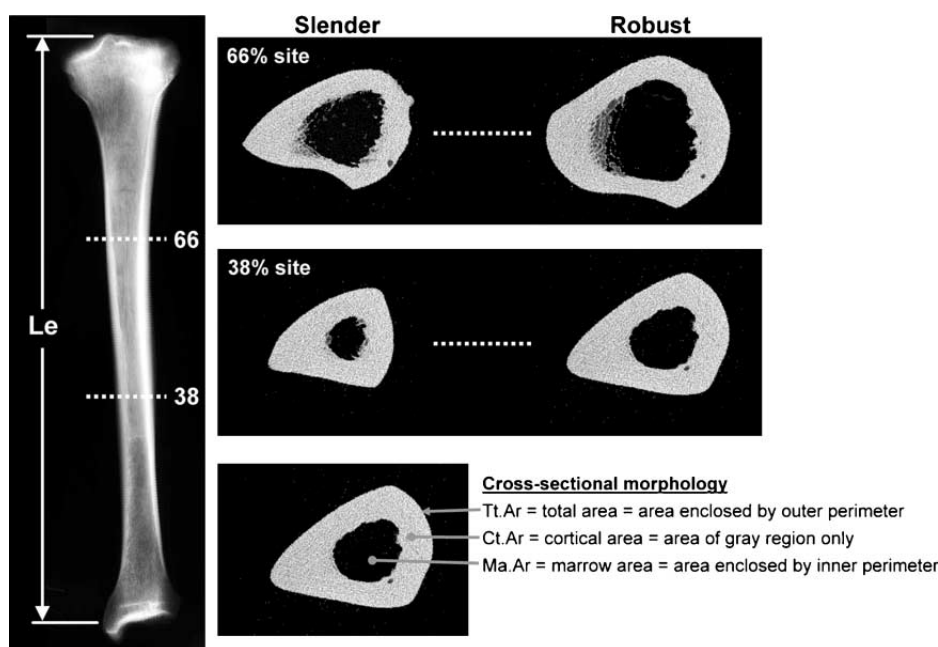 Slender
Robust
66% site
66
38% site
Le
38
Cross-sectional morphology
Tt.Ar = total area = area enclosed by outer perimeter
Ct.Ar = cortical area = area of gray region only
Ma.Ar = marrow area = area enclosed by inner perimeter